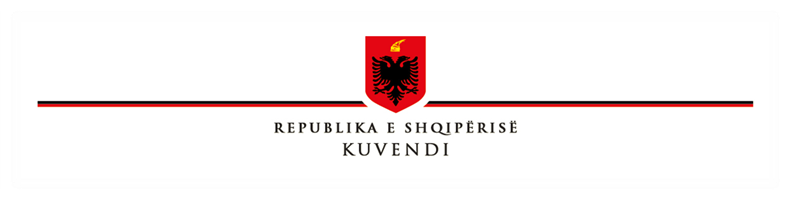 REPUBLIKA E SHQIPËRISË
KUVENDI